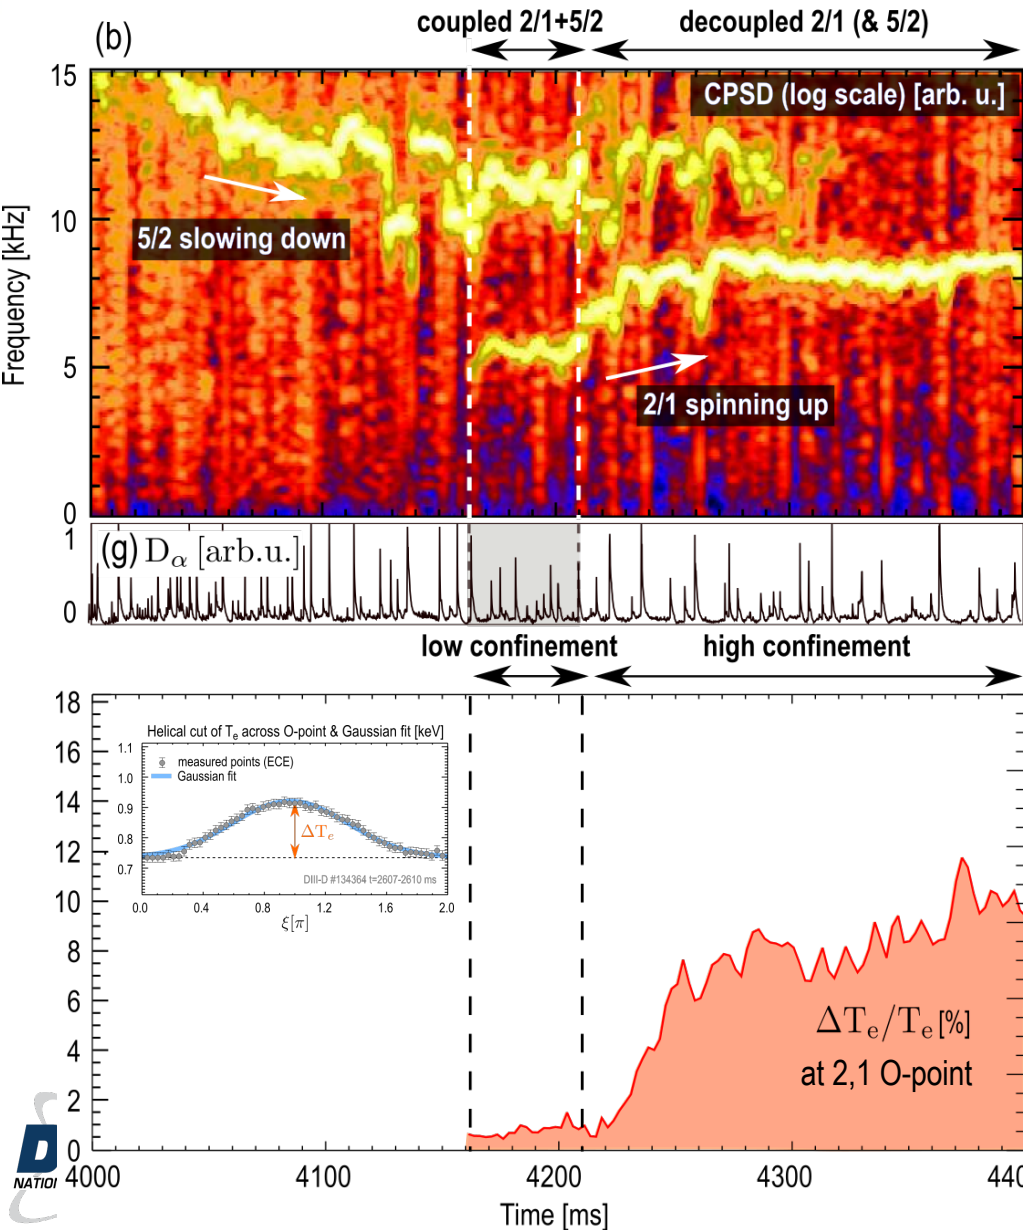 coupled 2/1+5/2
decoupled 2/1 (& 5/2)
(b)
CPSD (log scale) [arb. u.]
15
10
5
0
Frequency [kHz]
5/2 slowing down
2/1 spinning up
(g) Dα [arb.u.]
1
0
low confinement
high confinement
18
16
14
12
10
8
6
4
2
0
Helical cut of Te across O-point & Gaussian fit [keV]
measured points (ECE)
Gaussian fit
1.1
1.0
0.9
0.8
0.7
ΔTe
DIII-D #134364 t=2607-2610 ms
0.0 0.4 0.8 1.2 1.6 2.0
ξ[π]
ΔTe/Te [%]
at 2,1 O-point
D
NATIO
4000 4100 4200 4300 440
Time [ms]